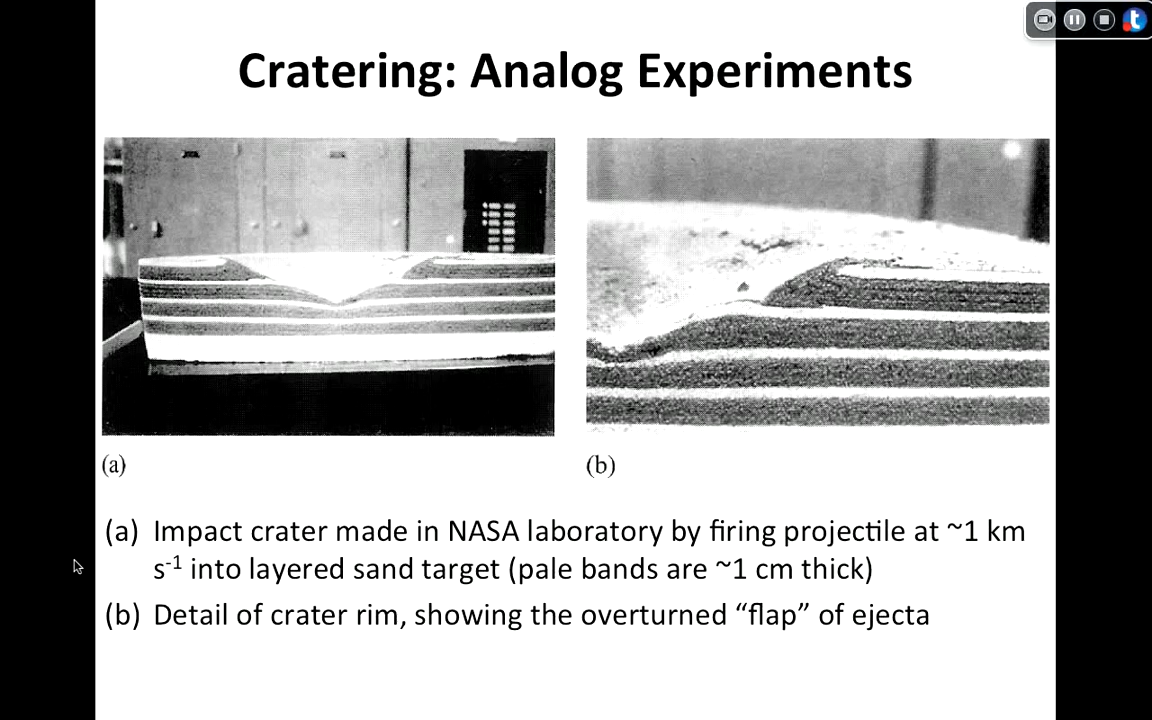 Cratering: Analog Experiments
(a)
(b)
(a) Impact crater made in NASA laboratory by firing projectile at ~1 km
s⁻¹ into layered sand target (pale bands are ~1 cm thick)
(b) Detail of crater rim, showing the overturned “flap” of ejecta